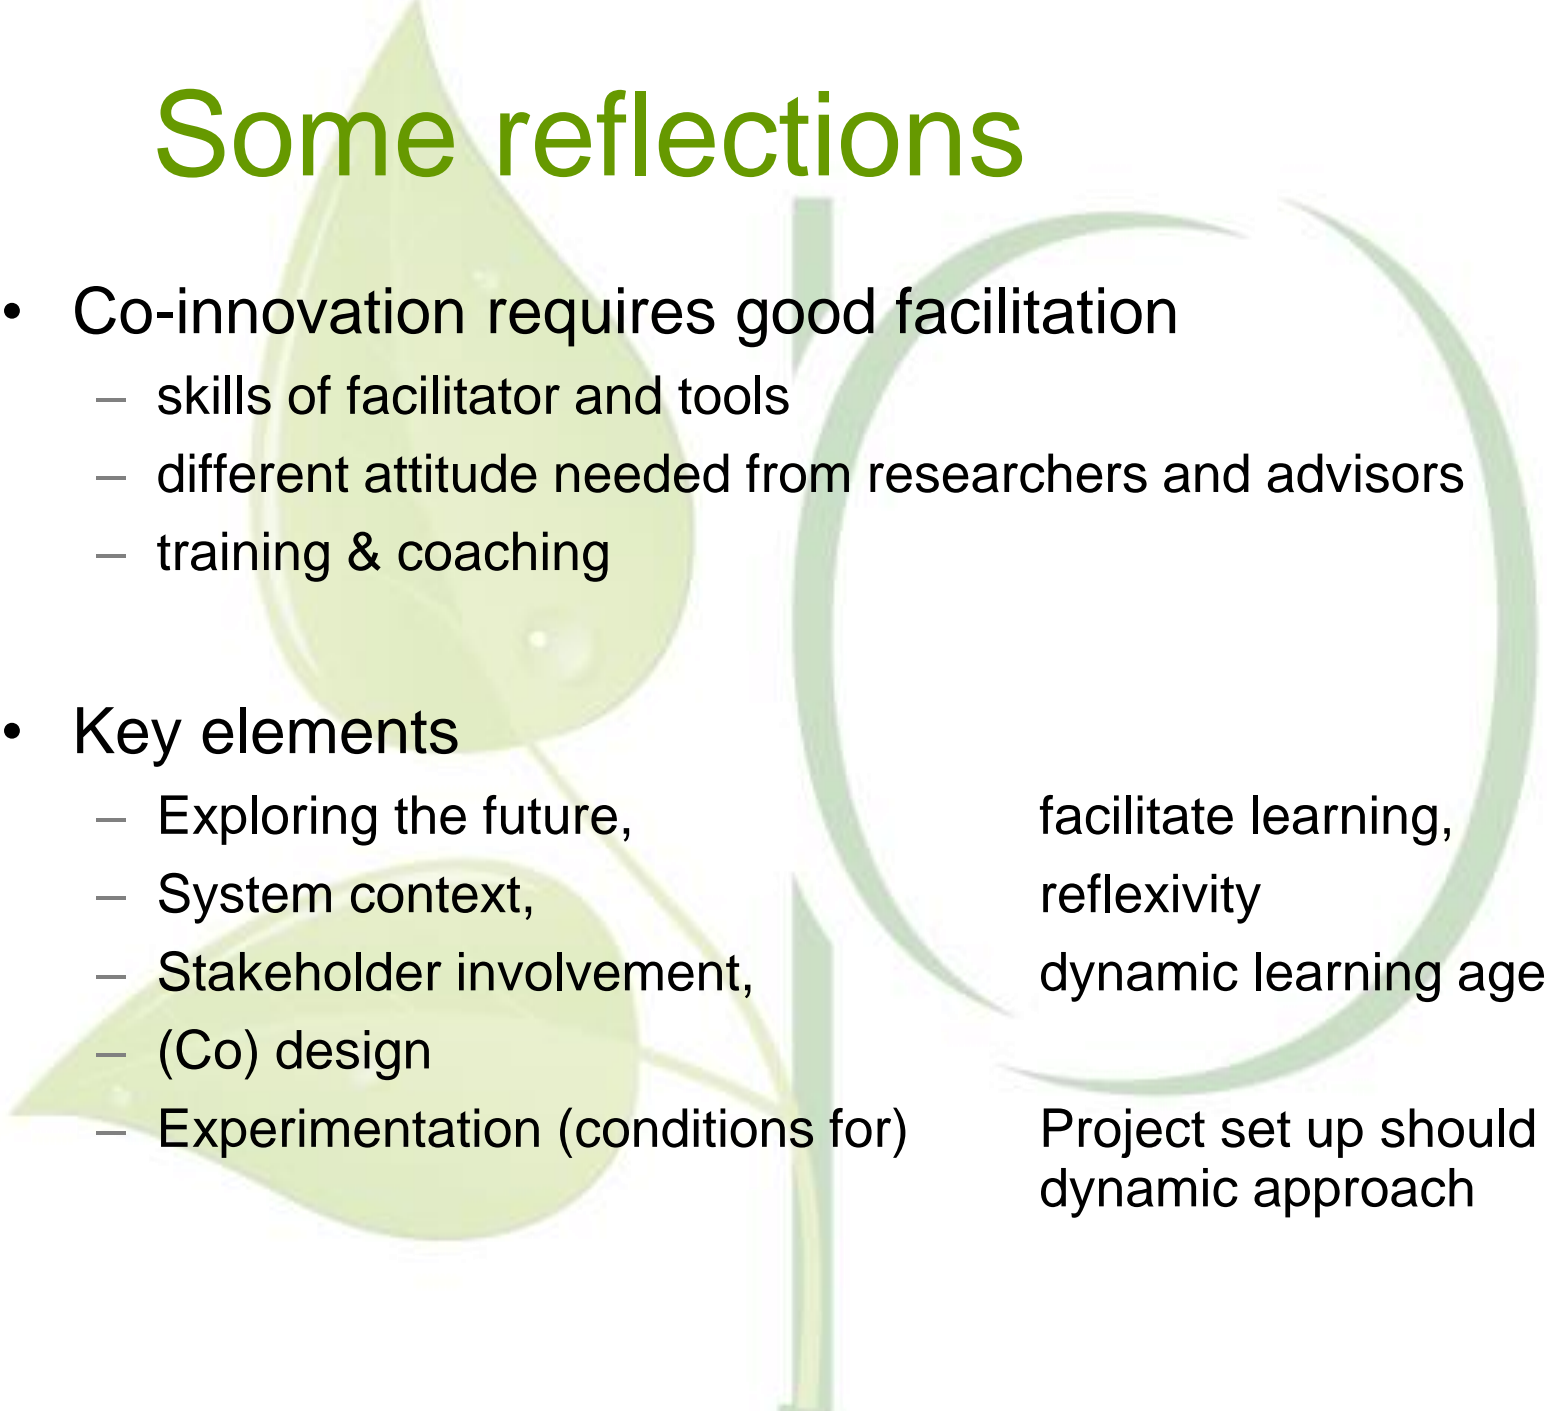 Some reflections
• Co-innovation requires good facilitation
– skills of facilitator and tools
– different attitude needed from researchers and advisors
– training & coaching
• Key elements
– Exploring the future, facilitate learning,
– System context, reflexivity
– Stakeholder involvement, dynamic learning age
– (Co) design
– Experimentation (conditions for) Project set up should
dynamic approach